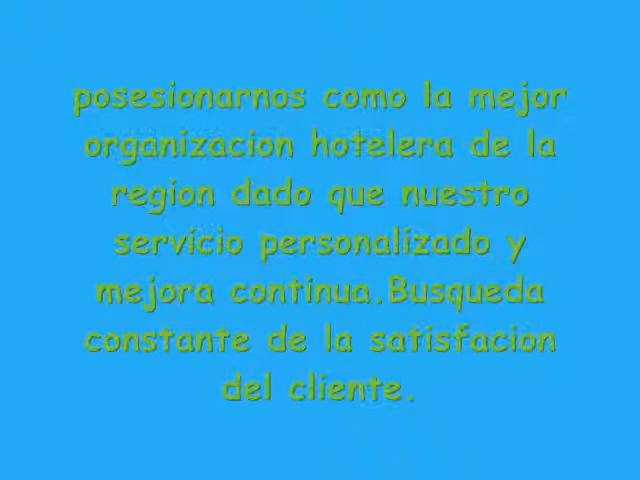 posesionarnos como la mejor
organizacion hotelera de la
region dado que nuestro
servicio personalizado y
mejora continua.Busqueda
constante de la satisfacion
del cliente.